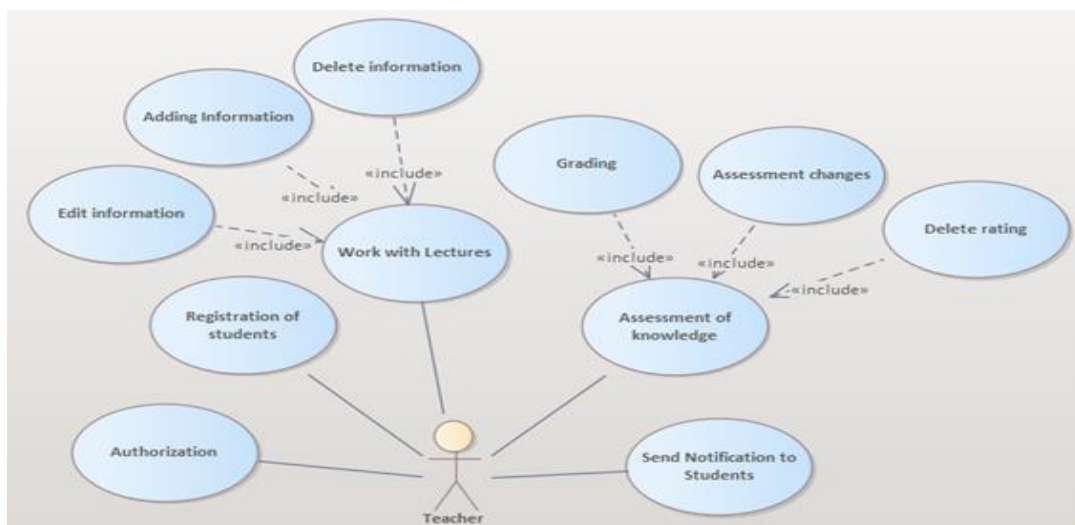 Delete information
Adding Information
Grading
Assessment changes
«include»
«include»
Edit information
Delete rating
«include»
Work with Lectures
«include»
«include»
«include»
Registration of
students
Assessment of
knowledge
Authorization
Send Notification to
Students
Teacher